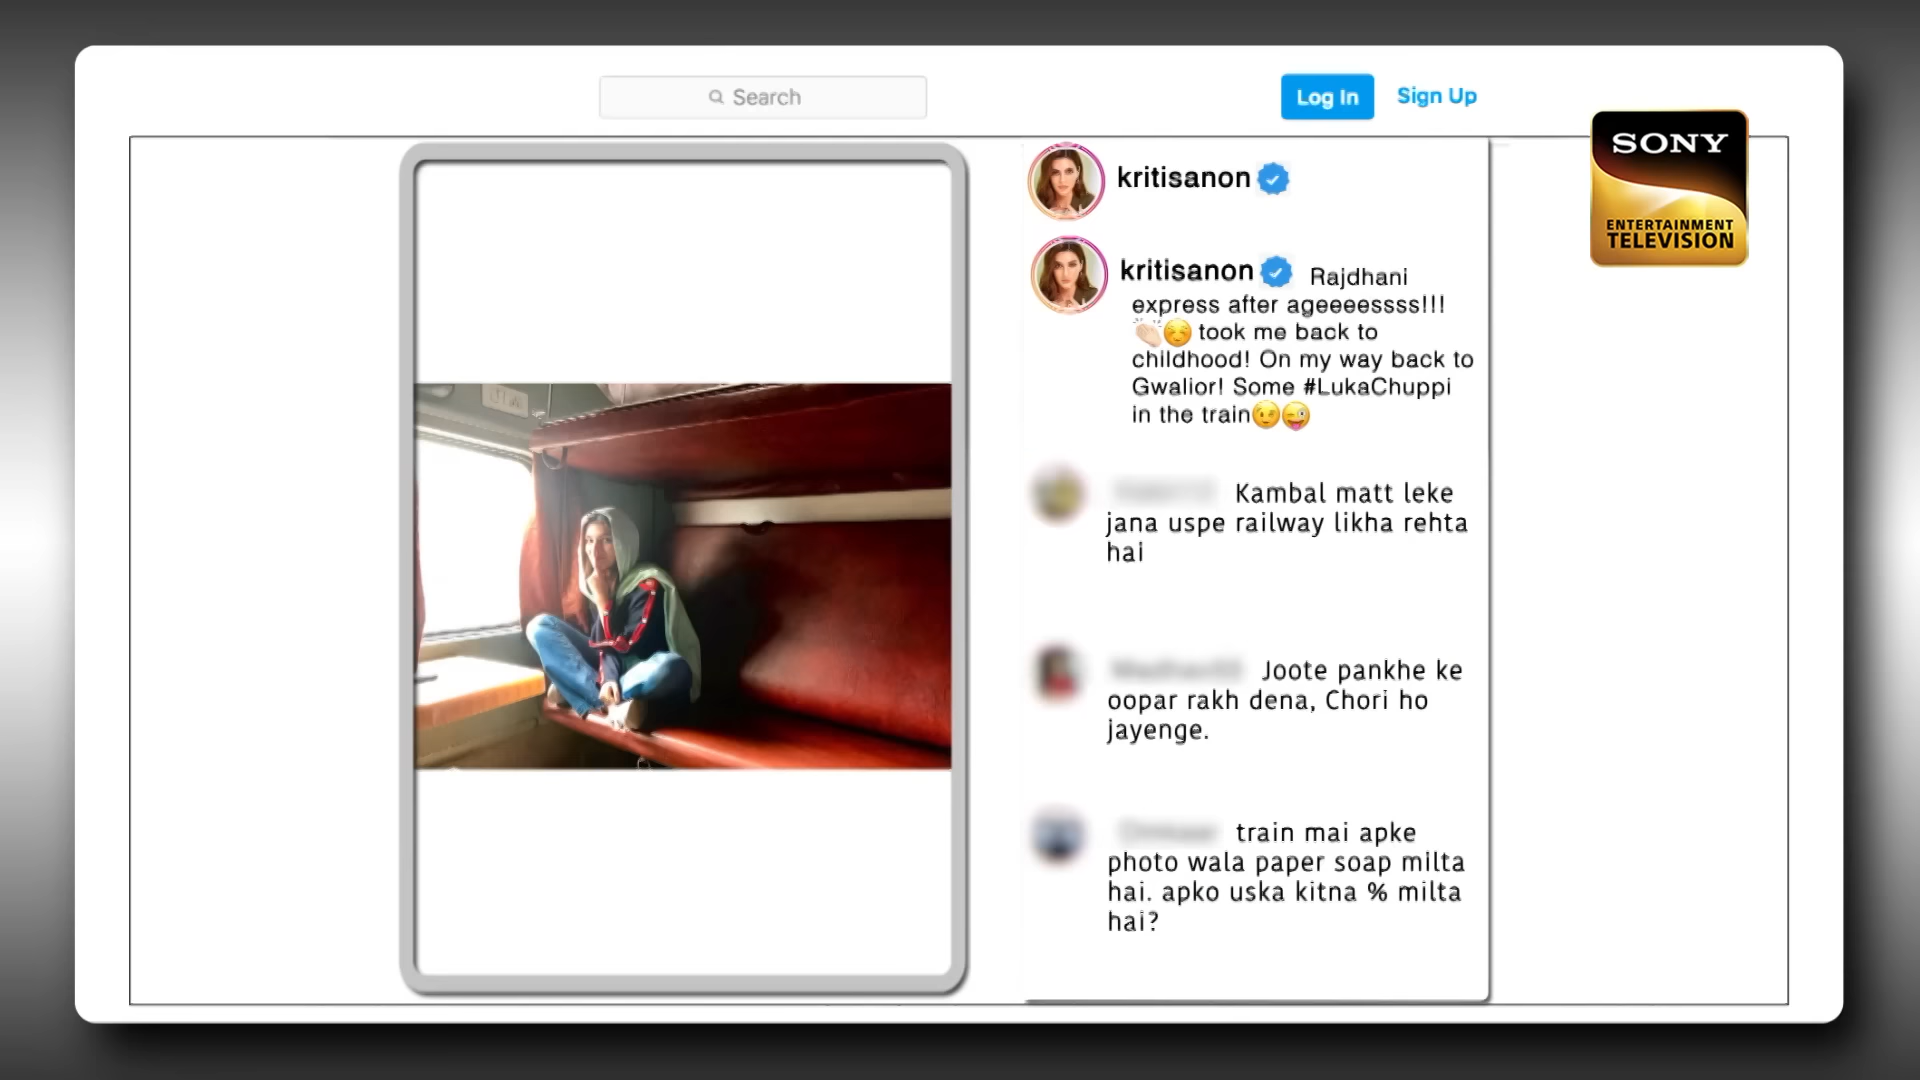 Search
Log In
Sign Up
SONY
ENTERTAINMENT
TELEVISION
kritisanon
kritisanon Rajdhani
express after ageeeessss!!!
👏🏻☺️ took me back to
childhood! On my way back to
Gwalior! Some #LukaChuppi
in the train😉😜
Kambal matt leke
jana uspe railway likha rehta
hai
Joote pankhe ke
oopar rakh dena, Chori ho
jayenge.
train mai apke
photo wala paper soap milta
hai. apko uska kitna % milta
hai?